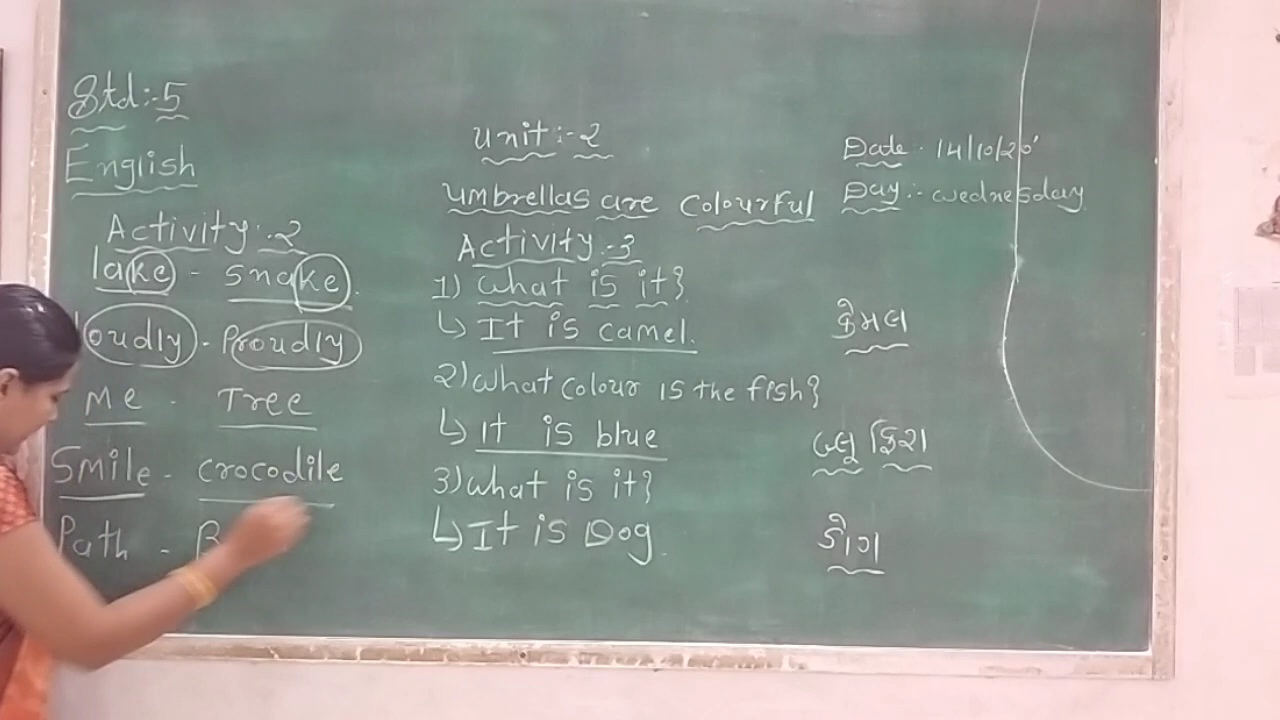 Std:-5
English
Activity:-2
lake - snake.
loudly - Proudly
Me - Tree
Smile - crocodile
Path - B
Unit:-2
Umbrellas are Colourful
Activity:-3
1) What is it?
↳ It is camel.
2) What colour is the fish?
↳ It is blue
3) What is it?
↳ It is Dog.
Date - 14/10/20'
Day:- Wednesday
કેમલ
બ્લુ ફિશ
ડોગ